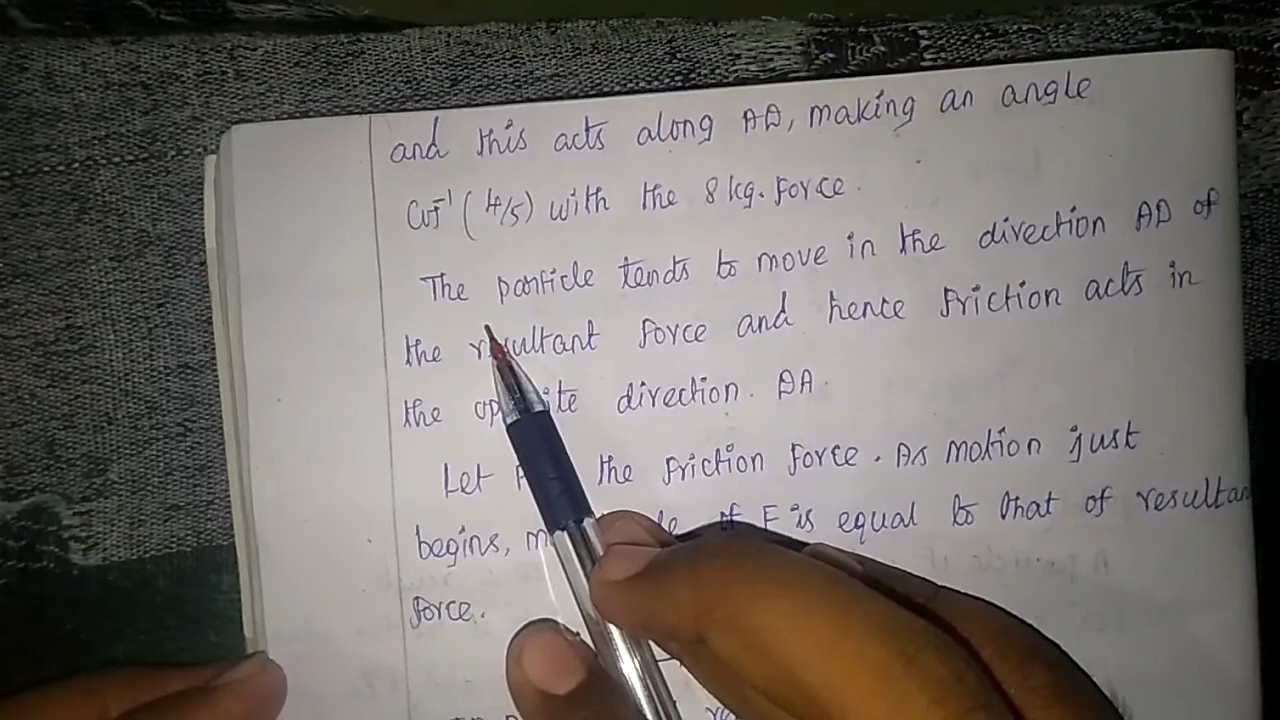 and this acts along AD, making an angle
Cos⁻¹ (4/5) with the 8 kg. Force.
The particle tends to move in the direction AD of
the resultant Force and hence Friction acts in
the opposite direction. DA.
Let the Friction Force. As motion just
begins, of F is equal to that of resultan
Force.